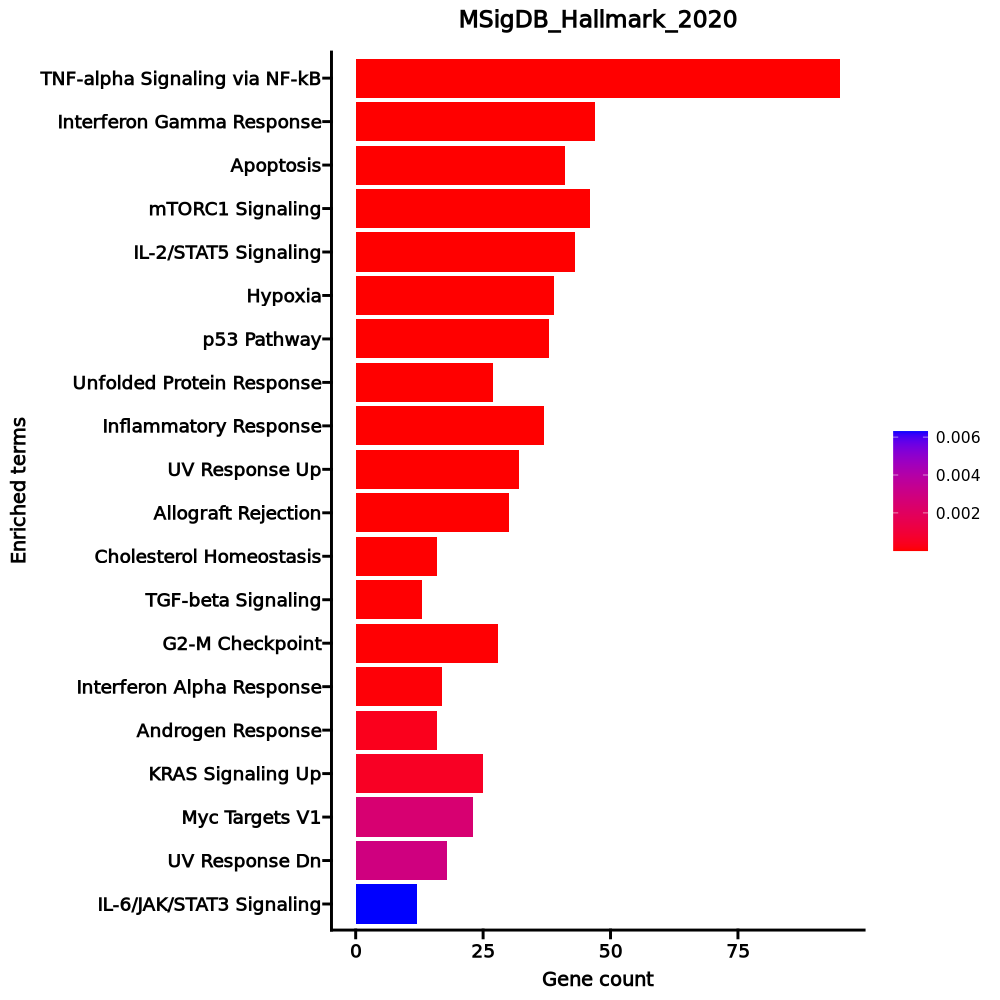 MSigDB_Hallmark_2020
TNF-alpha Signaling via NF-kB
Interferon Gamma Response
Apoptosis
mTORC1 Signaling
IL-2/STAT5 Signaling
Hypoxia
p53 Pathway
Unfolded Protein Response
Inflammatory Response
UV Response Up
Allograft Rejection
Cholesterol Homeostasis
TGF-beta Signaling
G2-M Checkpoint
Interferon Alpha Response
Androgen Response
KRAS Signaling Up
Myc Targets V1
UV Response Dn
IL-6/JAK/STAT3 Signaling
Enriched terms
0 25 50 75
Gene count
0.006
0.004
0.002